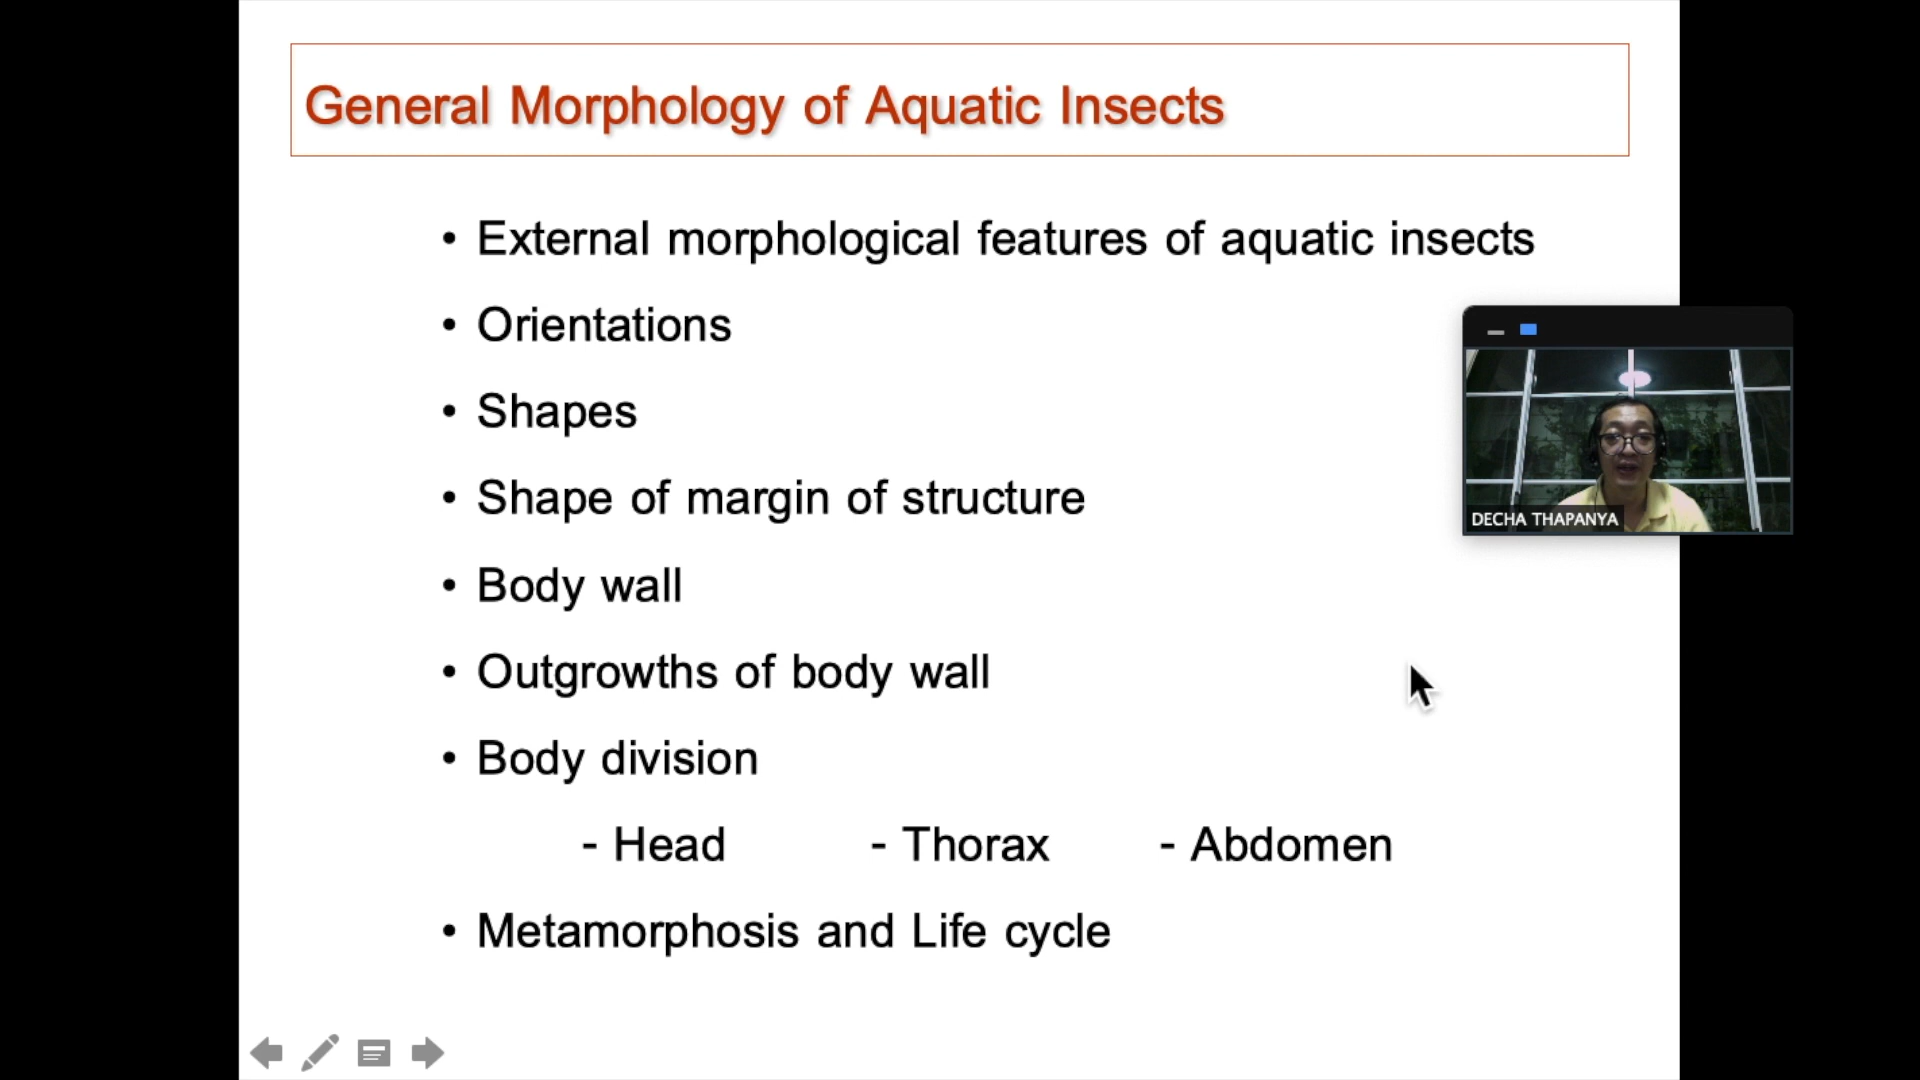 General Morphology of Aquatic Insects
• External morphological features of aquatic insects
• Orientations
• Shapes
• Shape of margin of structure
• Body wall
• Outgrowths of body wall
• Body division
- Head - Thorax - Abdomen
• Metamorphosis and Life cycle
DECHA THAPANYA